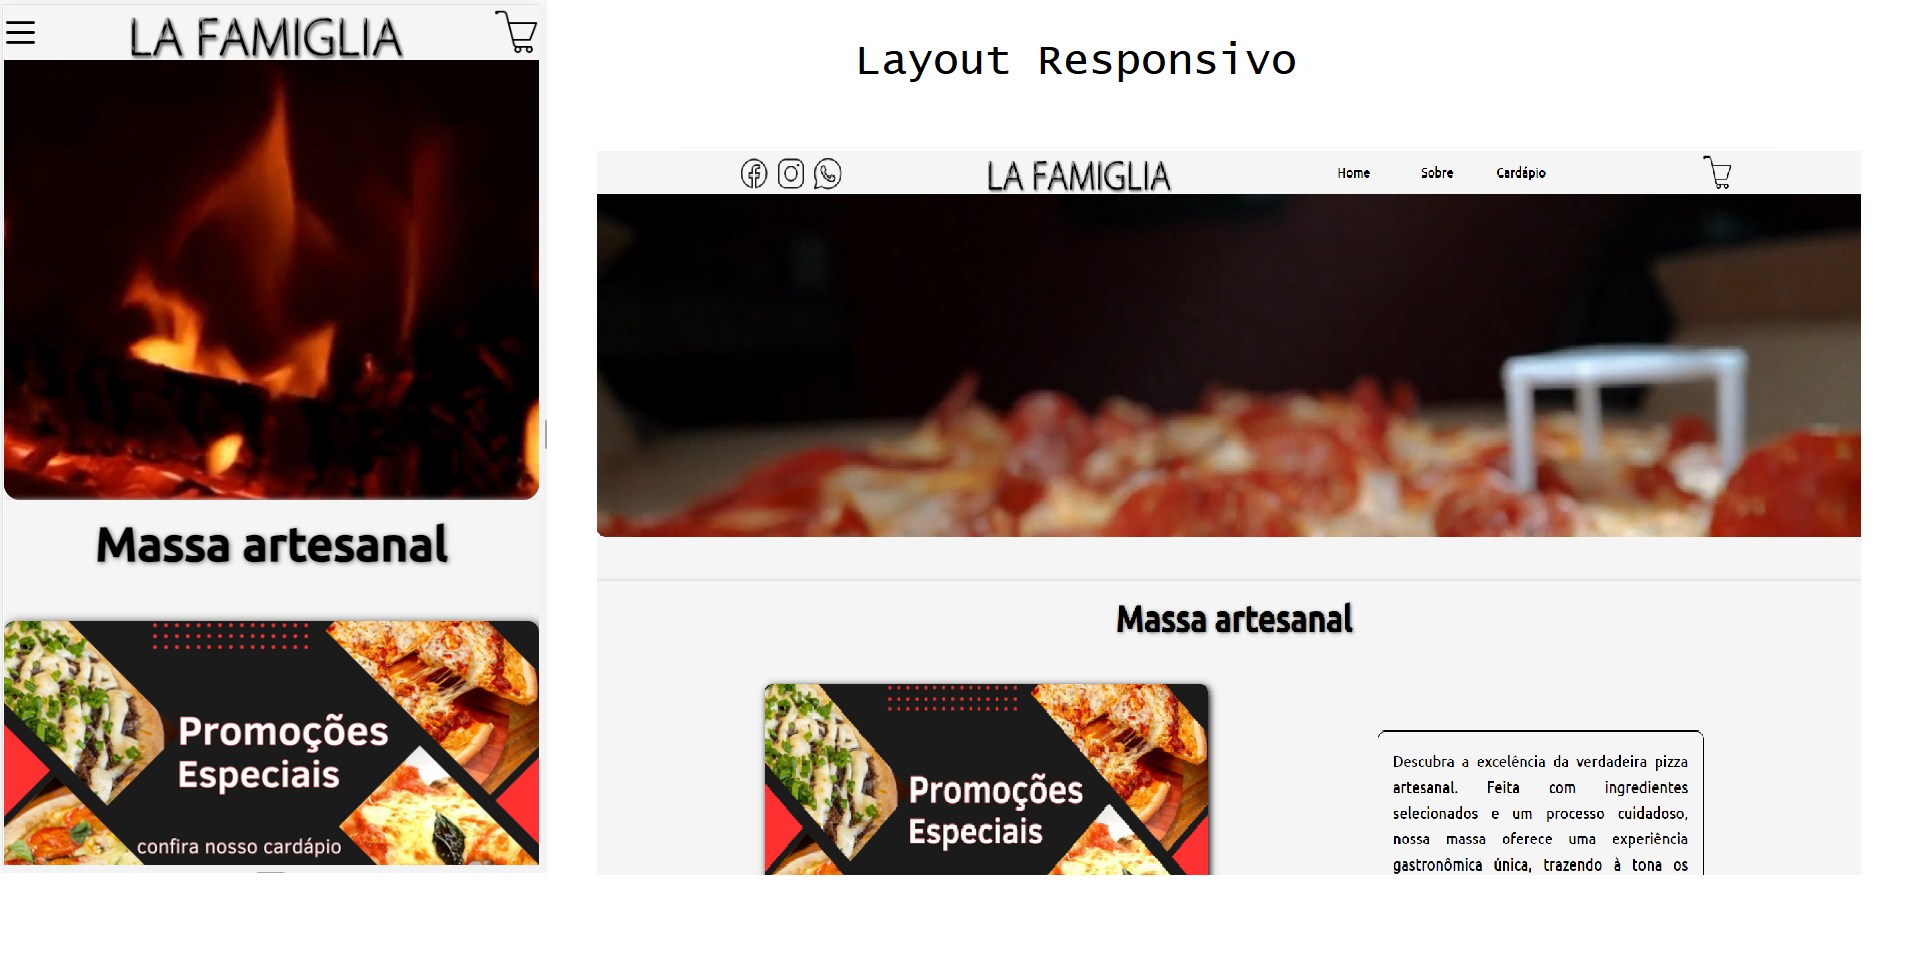 LA FAMIGLIA
Massa artesanal
Promoções
Especiais
confira nosso cardápio
Layout Responsivo
LA FAMIGLIA
Home
Sobre
Cardápio
Massa artesanal
Promoções
Especiais
Descubra a excelência da verdadeira pizza
artesanal. Feita com ingredientes
selecionados e um processo cuidadoso,
nossa massa oferece uma experiência
gastronômica única, trazendo à tona os